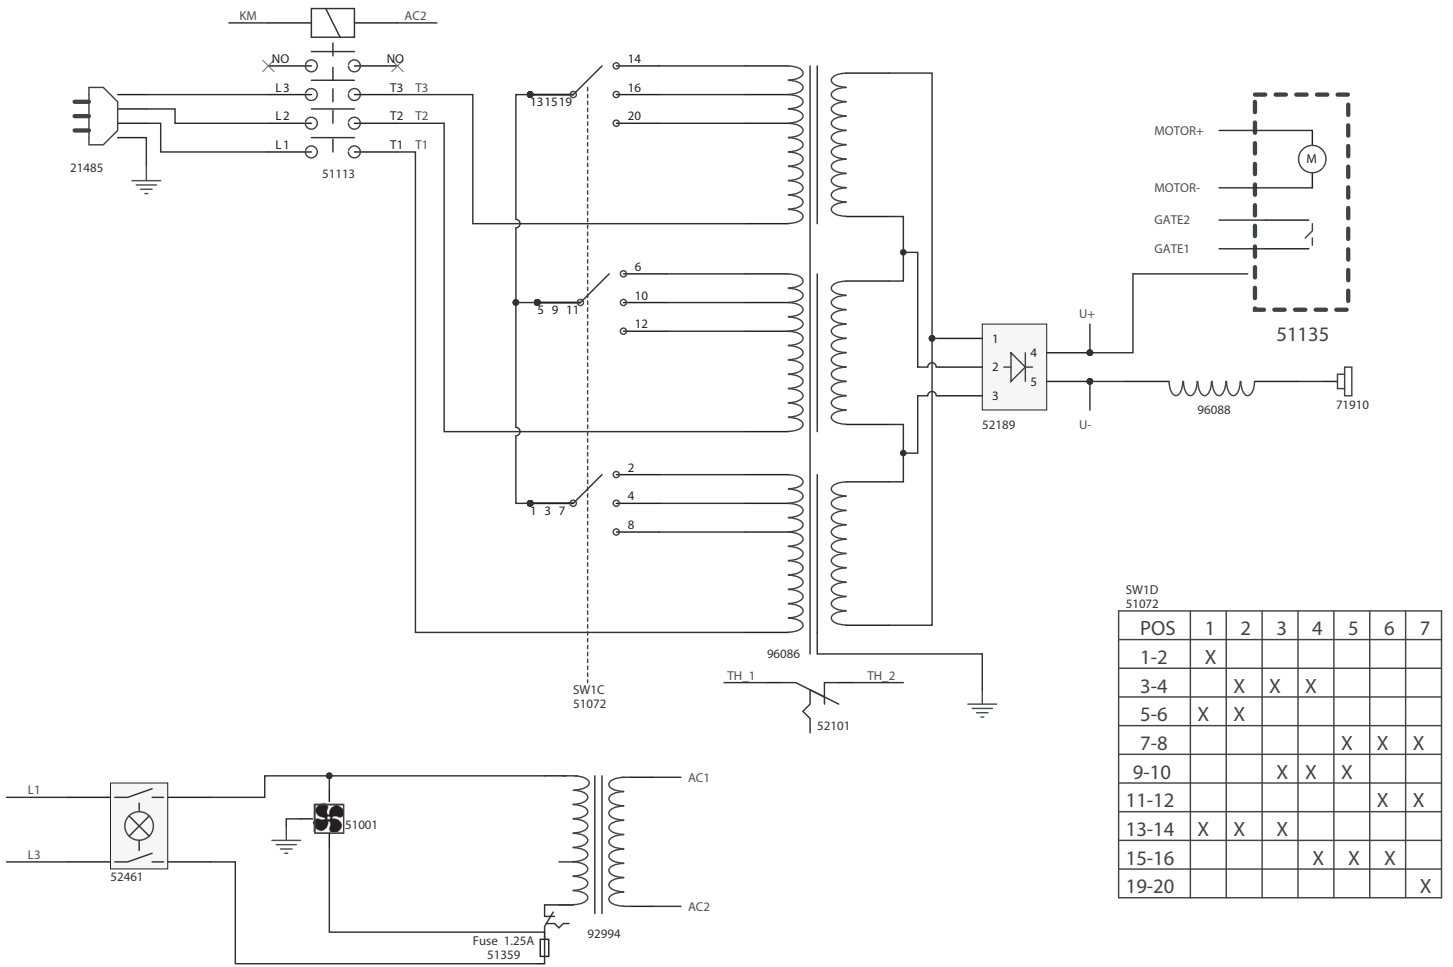 KM AC2
NO NO
L3 T3 T3
L2 T2 T2
L1 T1 T1
21485
51113
14
131519 16
20
6
5 9 11 10
12
2
1 3 7 4
8
96086
SW1C
51072
TH_1 TH_2
52101
1
2
3
4
5
52189
U+
U-
96088
71910
MOTOR+
MOTOR-
GATE2
GATE1
M
51135
L1
L3
52461
51001
Fuse 1.25A
51359
92994
AC1
AC2
SW1D
51072
POS 1 2 3 4 5 6 7
1-2 X
3-4 X X X
5-6 X X
7-8 X X X
9-10 X X X
11-12 X X
13-14 X X X
15-16 X X X
19-20 X